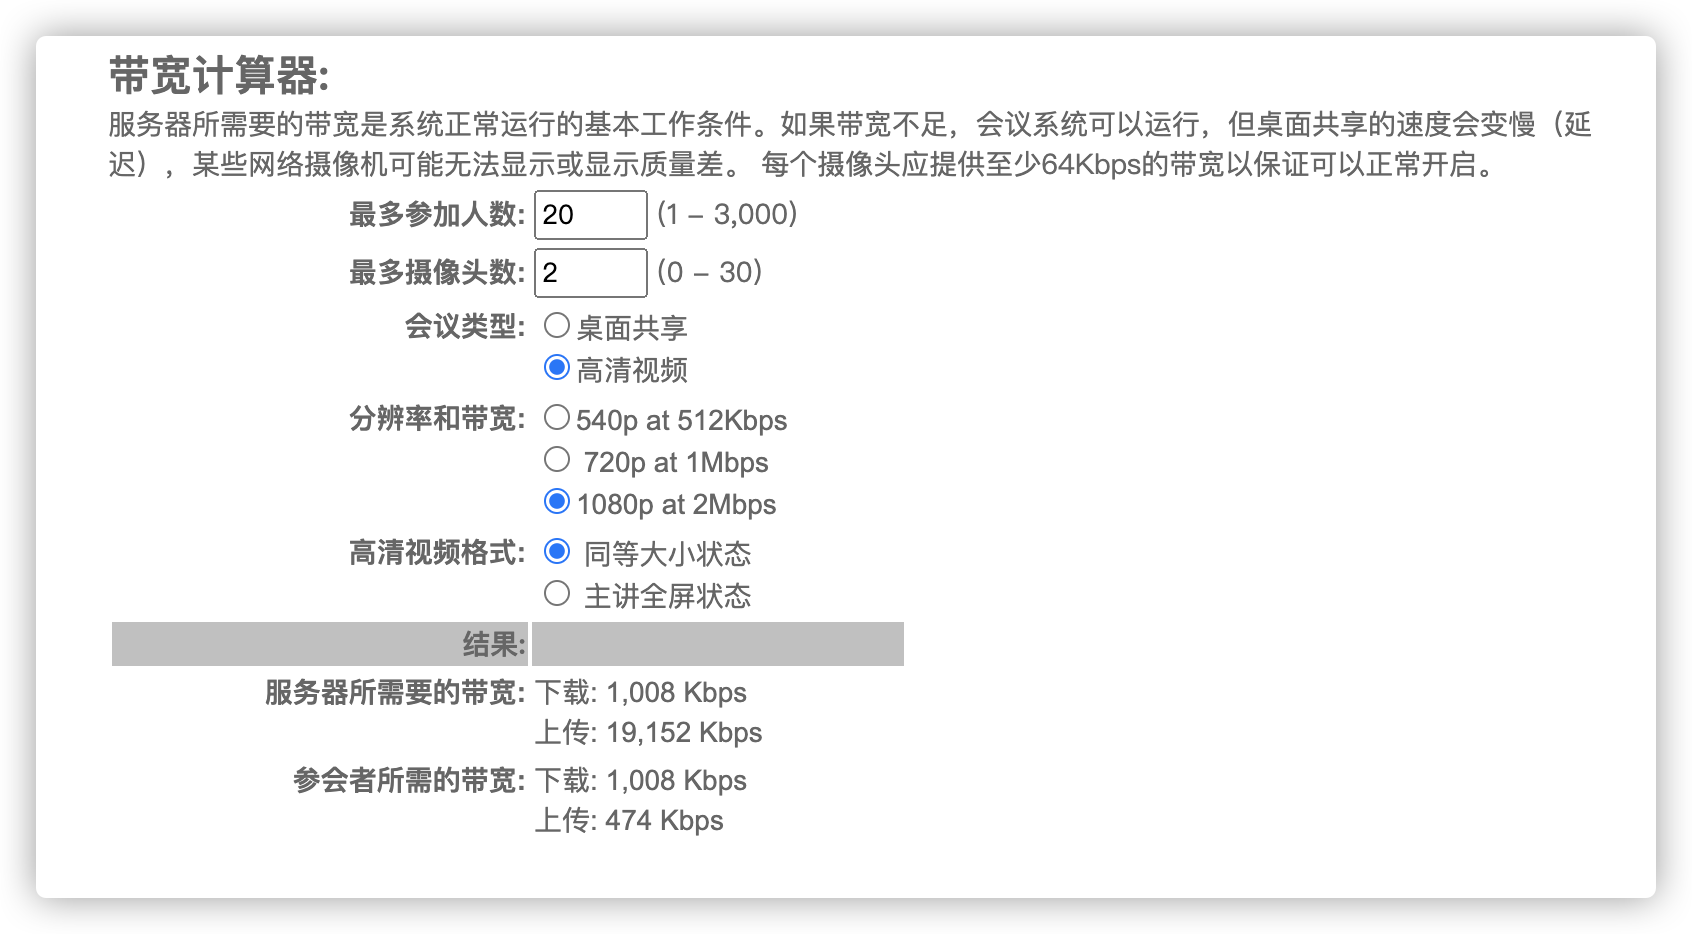 带宽计算器:
服务器所需要的带宽是系统正常运行的基本工作条件。如果带宽不足，会议系统可以运行，但桌面共享的速度会变慢（延
迟），某些网络摄像机可能无法显示或显示质量差。 每个摄像头应提供至少64Kbps的带宽以保证可以正常开启。
最多参加人数: 20 (1 – 3,000)
最多摄像头数: 2 (0 – 30)
会议类型: 桌面共享
高清视频
分辨率和带宽: 540p at 512Kbps
720p at 1Mbps
1080p at 2Mbps
高清视频格式: 同等大小状态
主讲全屏状态
结果:
服务器所需要的带宽: 下载: 1,008 Kbps
上传: 19,152 Kbps
参会者所需的带宽: 下载: 1,008 Kbps
上传: 474 Kbps